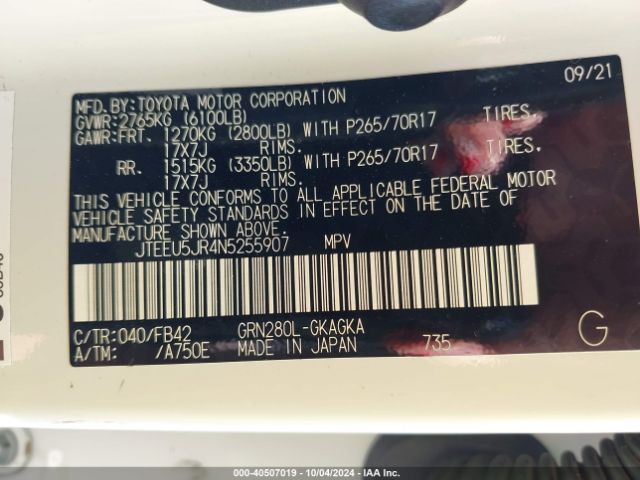 09/21
MFD.BY:TOYOTA MOTOR CORPORATION
GVWR:2765KG (6100LB)
GAWR:FRT. 1270KG (2800LB) WITH P265/70R17 TIRES,
17X7J RIMS.
RR. 1515KG (3350LB) WITH P265/70R17 TIRES,
17X7J RIMS.
THIS VEHICLE CONFORMS TO ALL APPLICABLE FEDERAL MOTOR
VEHICLE SAFETY STANDARDS IN EFFECT ON THE DATE OF
MANUFACTURE SHOWN ABOVE.
JTEEU5JR4N5255907 MPV
C/TR:040/FB42 GRN280L-GKAGKA
A/TM: /A750E MADE IN JAPAN 735 G
000-40507019 - 10/04/2024 - IAA Inc.